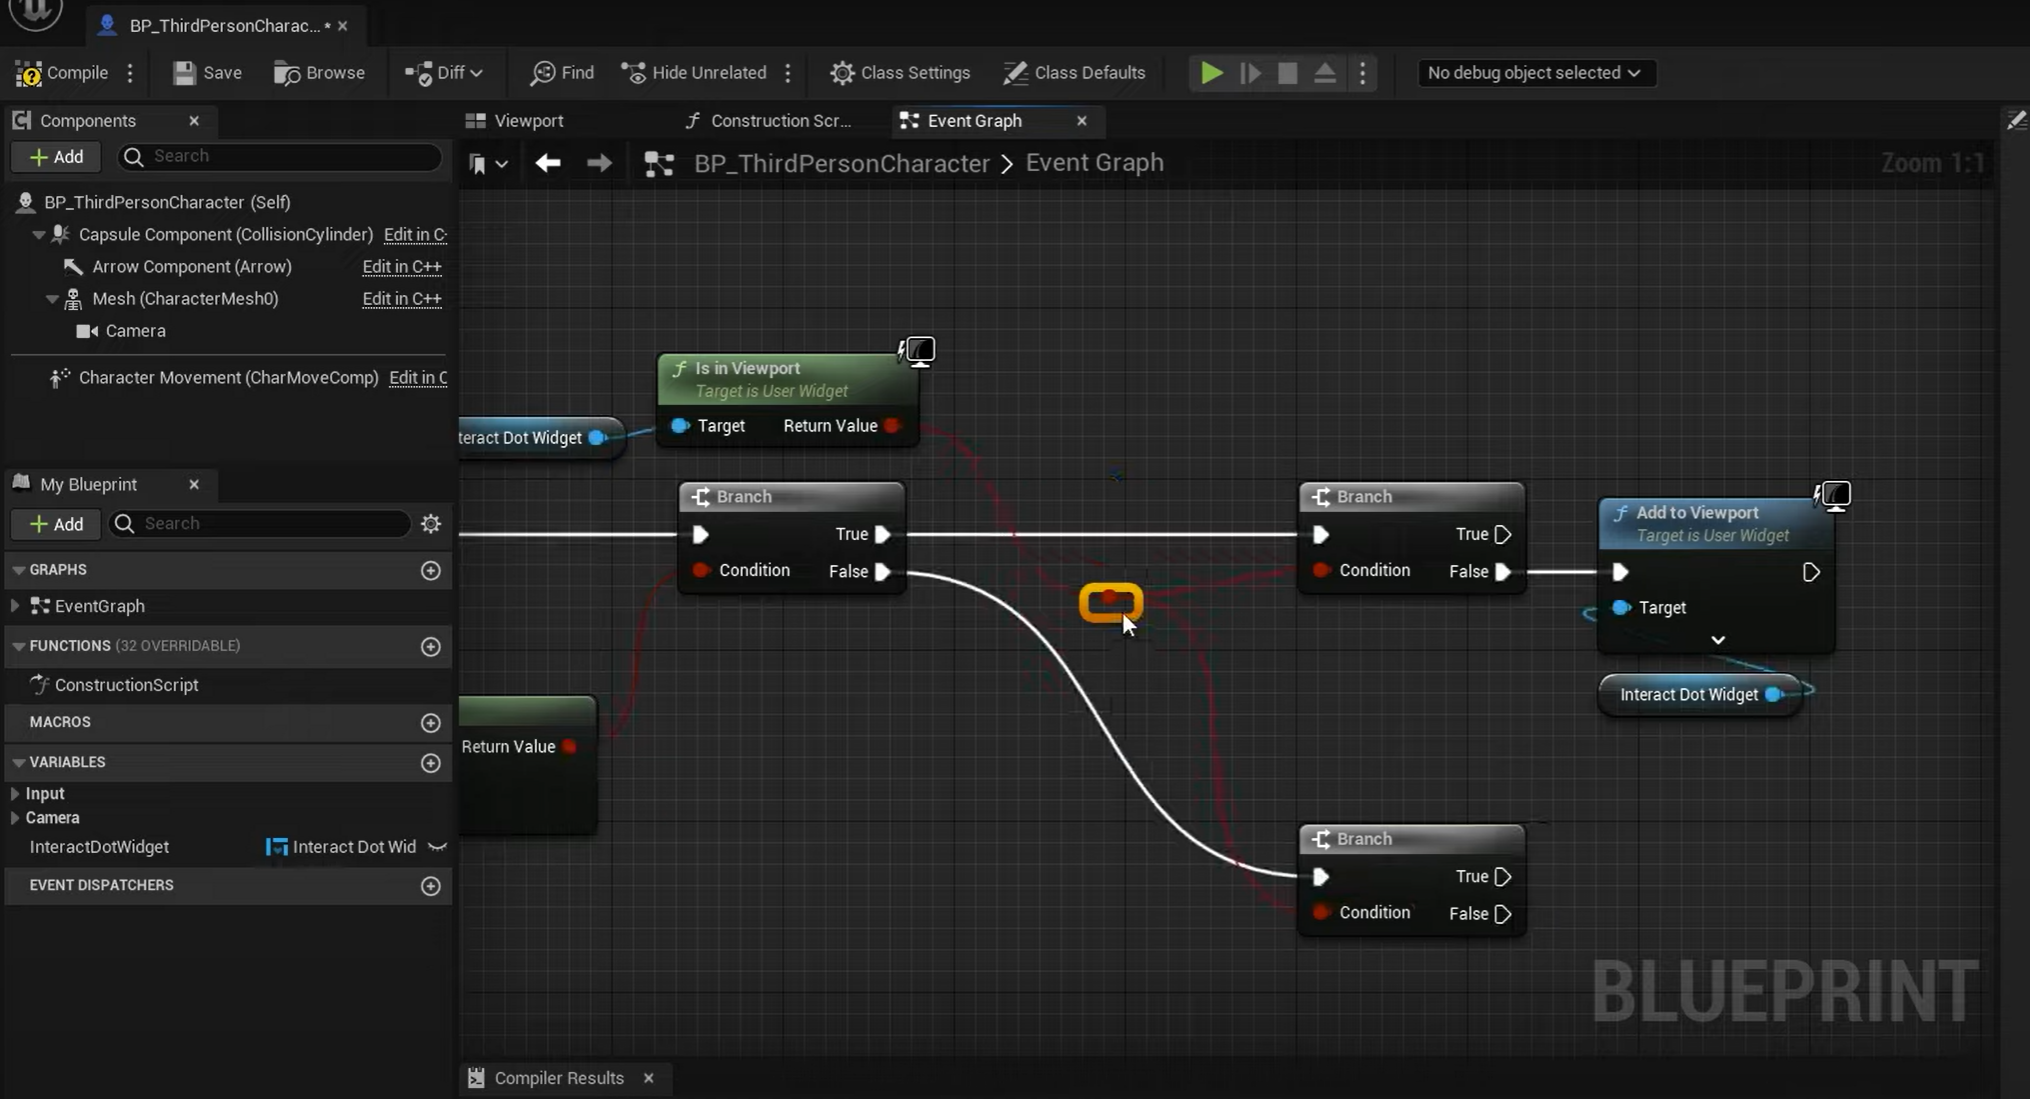 BP_ThirdPersonCharac... *
Compile
Save
Browse
Diff
Find
Hide Unrelated
Class Settings
Class Defaults
No debug object selected
Components
Add
Search
BP_ThirdPersonCharacter (Self)
Capsule Component (CollisionCylinder) Edit in C
Arrow Component (Arrow) Edit in C++
Mesh (CharacterMesh0) Edit in C++
Camera
Character Movement (CharMoveComp) Edit in C
My Blueprint
Add
Search
GRAPHS
EventGraph
FUNCTIONS (32 OVERRIDABLE)
ConstructionScript
MACROS
VARIABLES
Input
Camera
InteractDotWidget Interact Dot Wid
EVENT DISPATCHERS
Viewport
Construction Scr...
Event Graph
BP_ThirdPersonCharacter > Event Graph
Zoom 1:1
Is in Viewport
Target is User Widget
Target Return Value
teract Dot Widget
Branch
True
Condition False
Return Value
Branch
True
Condition False
Add to Viewport
Target is User Widget
Target
Interact Dot Widget
Branch
True
Condition False
BLUEPRINT
Compiler Results